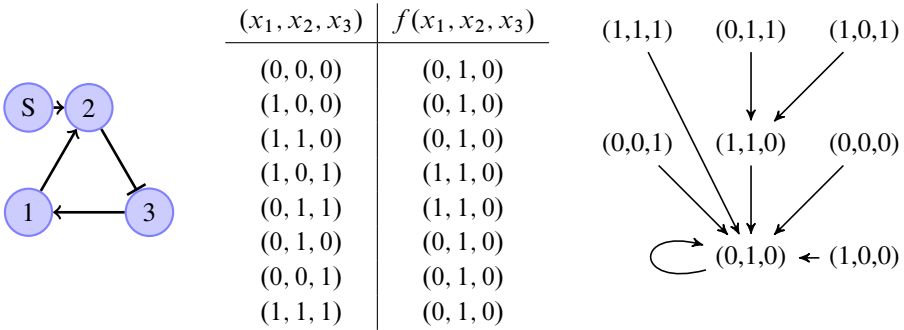 S 2
1 3
(x₁, x₂, x₃) f(x₁, x₂, x₃)
(0, 0, 0) (0, 1, 0)
(1, 0, 0) (0, 1, 0)
(1, 1, 0) (0, 1, 0)
(1, 0, 1) (1, 1, 0)
(0, 1, 1) (1, 1, 0)
(0, 1, 0) (0, 1, 0)
(0, 0, 1) (0, 1, 0)
(1, 1, 1) (0, 1, 0)
(1,1,1) (0,1,1) (1,0,1)
(0,0,1) (1,1,0) (0,0,0)
(0,1,0) (1,0,0)